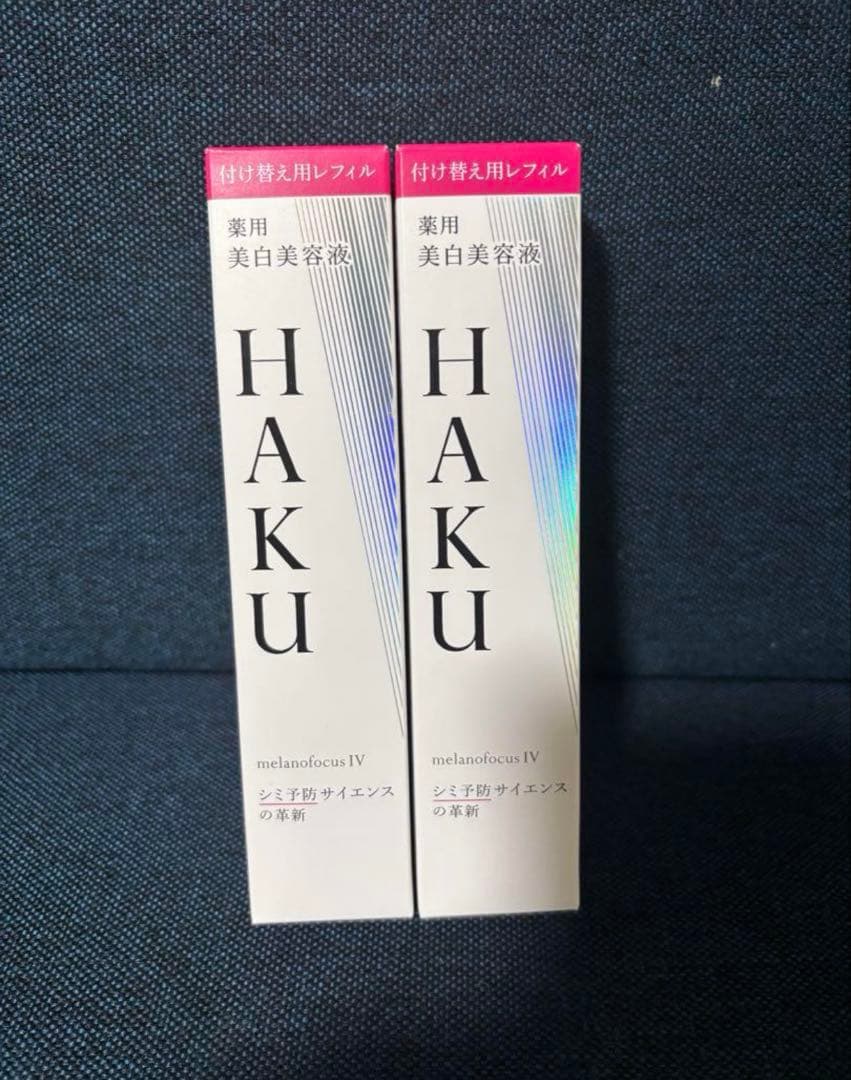 付け替え用レフィル
薬用
美白美容液
HAKU
melanofocus IV
シミ予防サイエンス
の革新
付け替え用レフィル
薬用
美白美容液
HAKU
melanofocus IV
シミ予防サイエンス
の革新